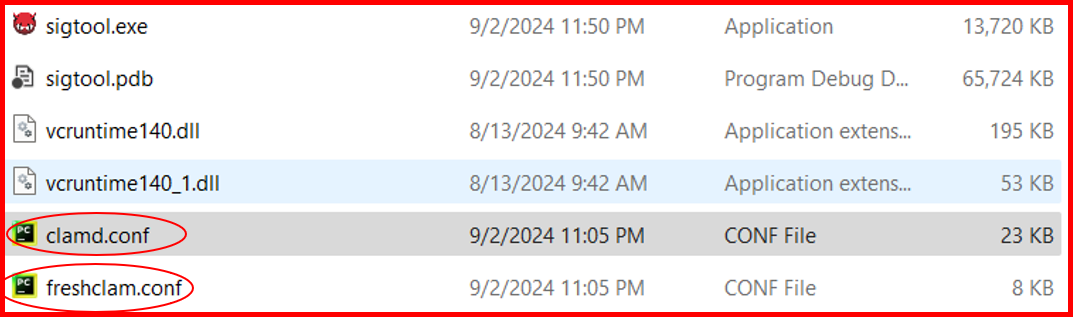 sigtool.exe 9/2/2024 11:50 PM Application 13,720 KB
sigtool.pdb 9/2/2024 11:50 PM Program Debug D... 65,724 KB
vcruntime140.dll 8/13/2024 9:42 AM Application extens... 195 KB
vcruntime140_1.dll 8/13/2024 9:42 AM Application extens... 53 KB
PC clamd.conf 9/2/2024 11:05 PM CONF File 23 KB
PC freshclam.conf 9/2/2024 11:05 PM CONF File 8 KB